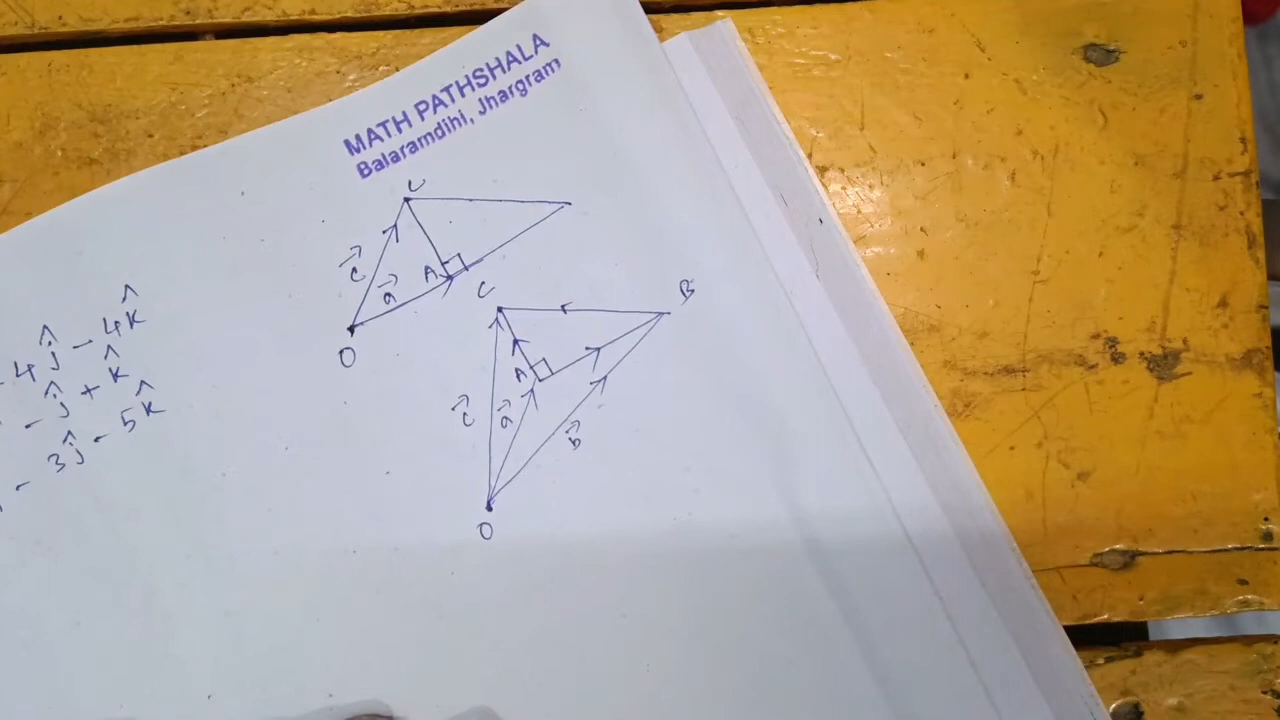 MATH PATHSHALA
Balaramdihi, Jhargram
C
c⃗
a⃗
A
O
4ĵ - 4k̂
- ĵ + k̂
- 3ĵ - 5k̂
C
B
A
c⃗
a⃗
b⃗
O